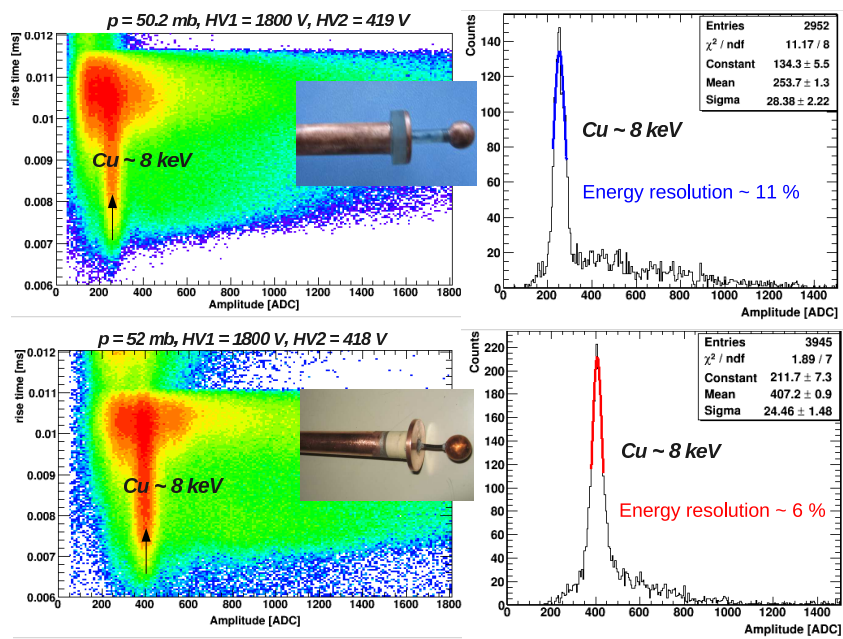 p = 50.2 mb, HV1 = 1800 V, HV2 = 419 V
rise time [ms]
0.012
0.011
0.01
0.009
0.008
0.007
0.006
Cu ~ 8 keV
0 200 400 600 800 1000 1200 1400 1600 1800
Amplitude [ADC]
Counts
140
120
100
80
60
40
20
0
Entries 2952
χ² / ndf 11.17 / 8
Constant 134.3 ± 5.5
Mean 253.7 ± 1.3
Sigma 28.38 ± 2.22
Cu ~ 8 keV
Energy resolution ~ 11 %
0 200 400 600 800 1000 1200 1400
Amplitude [ADC]
p = 52 mb, HV1 = 1800 V, HV2 = 418 V
rise time [ms]
0.012
0.011
0.01
0.009
0.008
0.007
0.006
Cu ~ 8 keV
0 200 400 600 800 1000 1200 1400 1600 1800
Amplitude [ADC]
Counts
220
200
180
160
140
120
100
80
60
40
20
0
Entries 3945
χ² / ndf 1.89 / 7
Constant 211.7 ± 7.3
Mean 407.2 ± 0.9
Sigma 24.46 ± 1.48
Cu ~ 8 keV
Energy resolution ~ 6 %
0 200 400 600 800 1000 1200 1400
Amplitude [ADC]